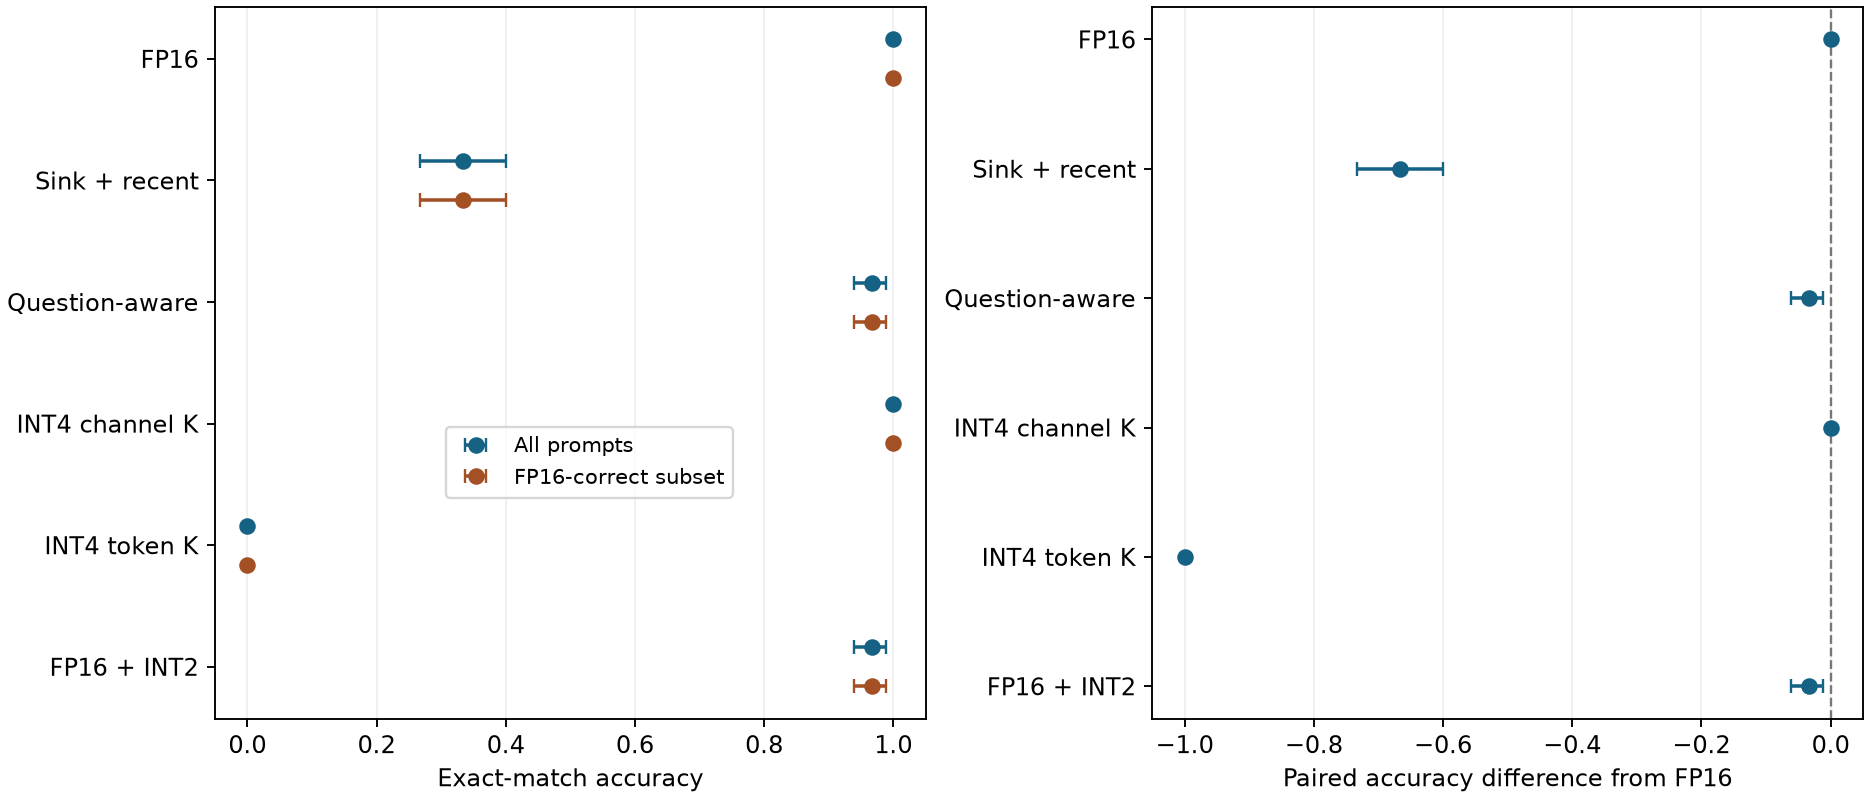 FP16
Sink + recent
Question-aware
INT4 channel K
INT4 token K
FP16 + INT2
All prompts
FP16-correct subset
0.0 0.2 0.4 0.6 0.8 1.0
Exact-match accuracy
FP16
Sink + recent
Question-aware
INT4 channel K
INT4 token K
FP16 + INT2
−1.0 −0.8 −0.6 −0.4 −0.2 0.0
Paired accuracy difference from FP16